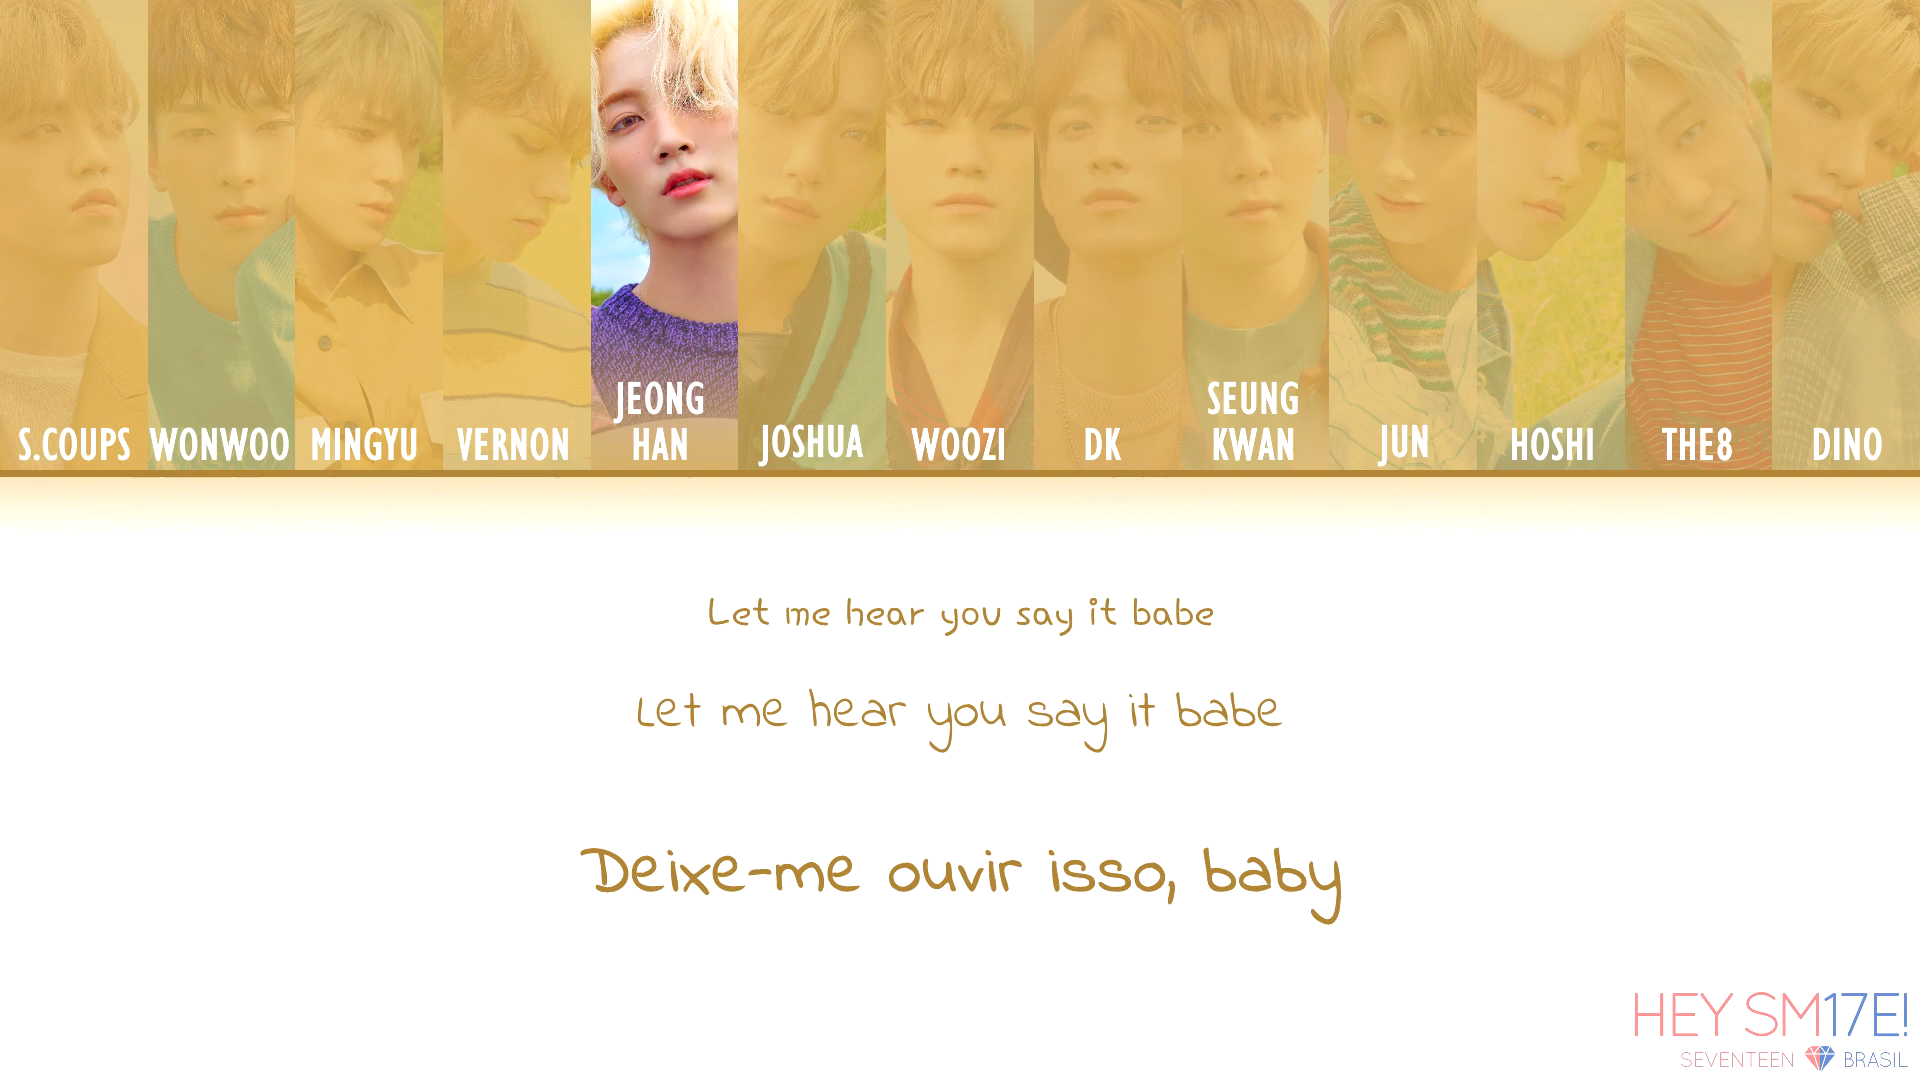 S.COUPS
WONWOO
MINGYU
VERNON
JEONG
HAN
JOSHUA
WOOZI
DK
SEUNG
KWAN
JUN
HOSHI
THE8
DINO
Let me hear you say it babe
Let me hear you say it babe
Deixe-me ouvir isso, baby
HEY SM17E!
SEVENTEEN BRASIL